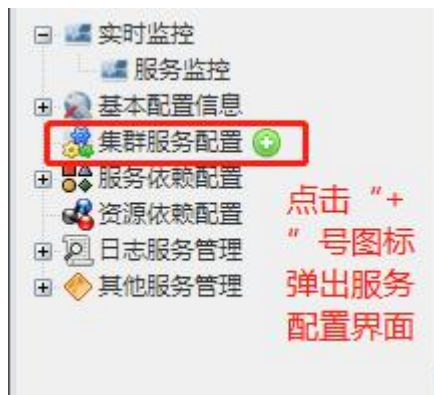 实时监控
服务监控
基本配置信息
集群服务配置
服务依赖配置
资源依赖配置
日志服务管理
其他服务管理
点击“+
”号图标
弹出服务
配置界面